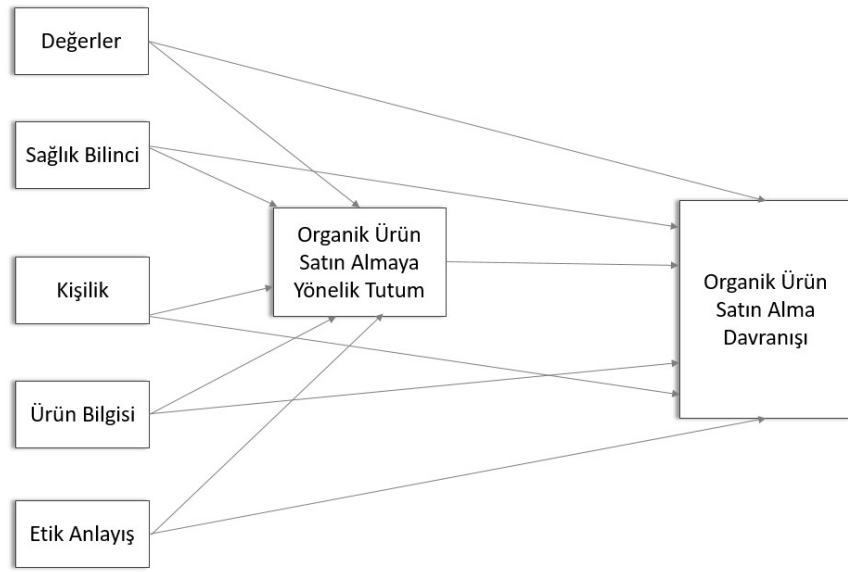 Değerler
Sağlık Bilinci
Kişilik
Ürün Bilgisi
Etik Anlayış
Organik Ürün
Satın Almaya
Yönelik Tutum
Organik Ürün
Satın Alma
Davranışı